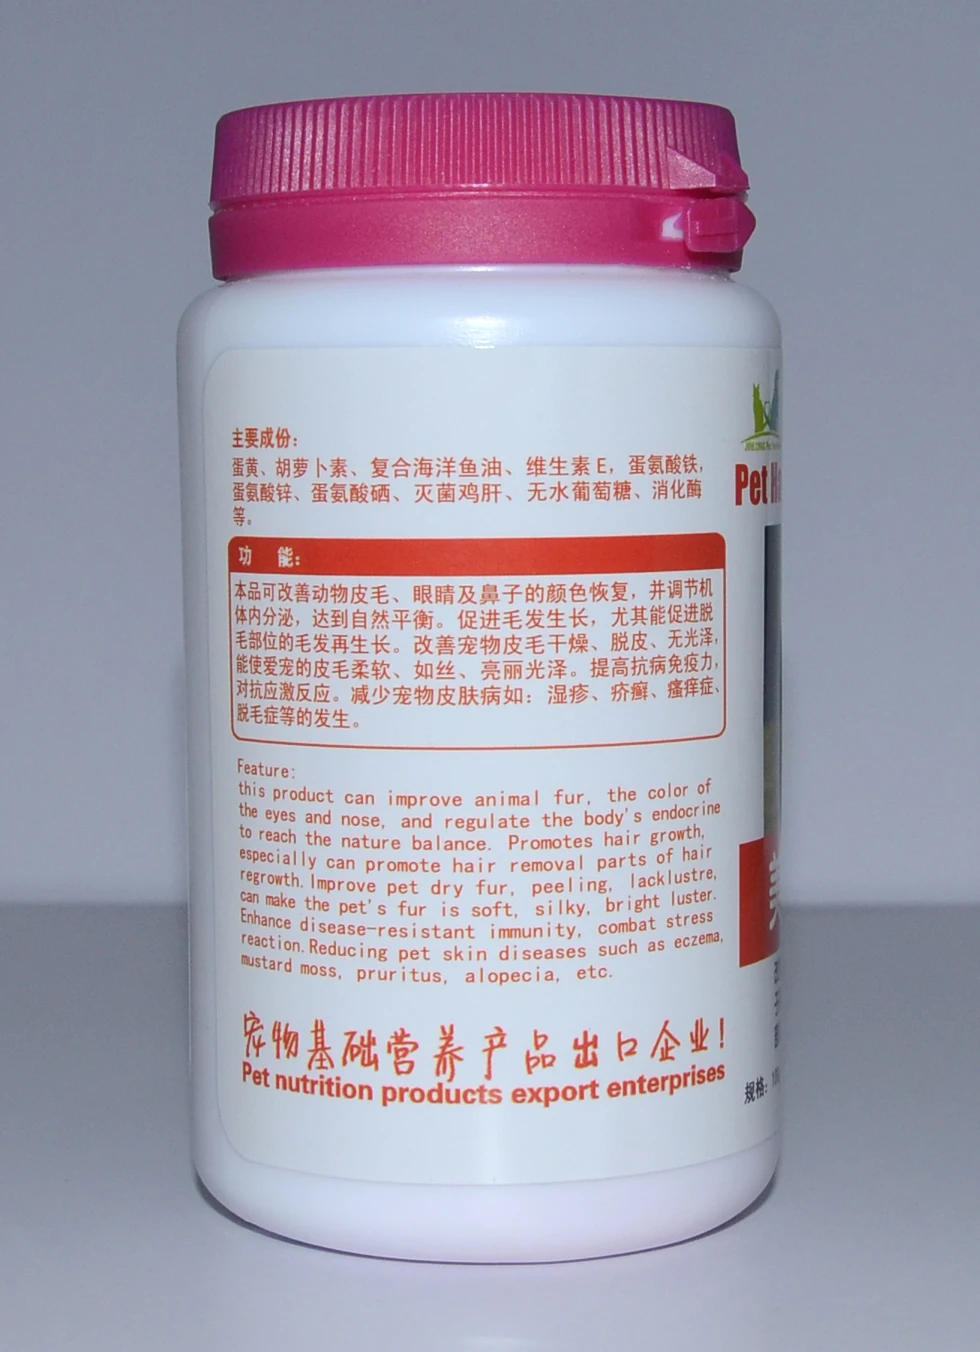 主要成份：
蛋黄、胡萝卜素、复合海洋鱼油、维生素E，蛋氨酸铁，
蛋氨酸锌、蛋氨酸硒、灭菌鸡肝、无水葡萄糖、消化酶
等。
功 能：
本品可改善动物皮毛、眼睛及鼻子的颜色恢复，并调节机
体内分泌，达到自然平衡。促进毛发生长，尤其能促进脱
毛部位的毛发再生长。改善宠物皮毛干燥、脱皮、无光泽，
能使爱宠的皮毛柔软、如丝、亮丽光泽。提高抗病免疫力，
对抗应激反应。减少宠物皮肤病如：湿疹、疥癣、瘙痒症、
脱毛症等的发生。
Feature:
this product can improve animal fur, the color of
the eyes and nose, and regulate the body's endocrine
to reach the nature balance. Promotes hair growth,
especially can promote hair removal parts of hair
regrowth. Improve pet dry fur, peeling, lacklustre,
can make the pet's fur is soft, silky, bright luster.
Enhance disease-resistant immunity, combat stress
reaction. Reducing pet skin diseases such as eczema,
mustard moss, pruritus, alopecia, etc.
宠物基础营养产品出口企业！
Pet nutrition products export enterprises
Pet
规格：